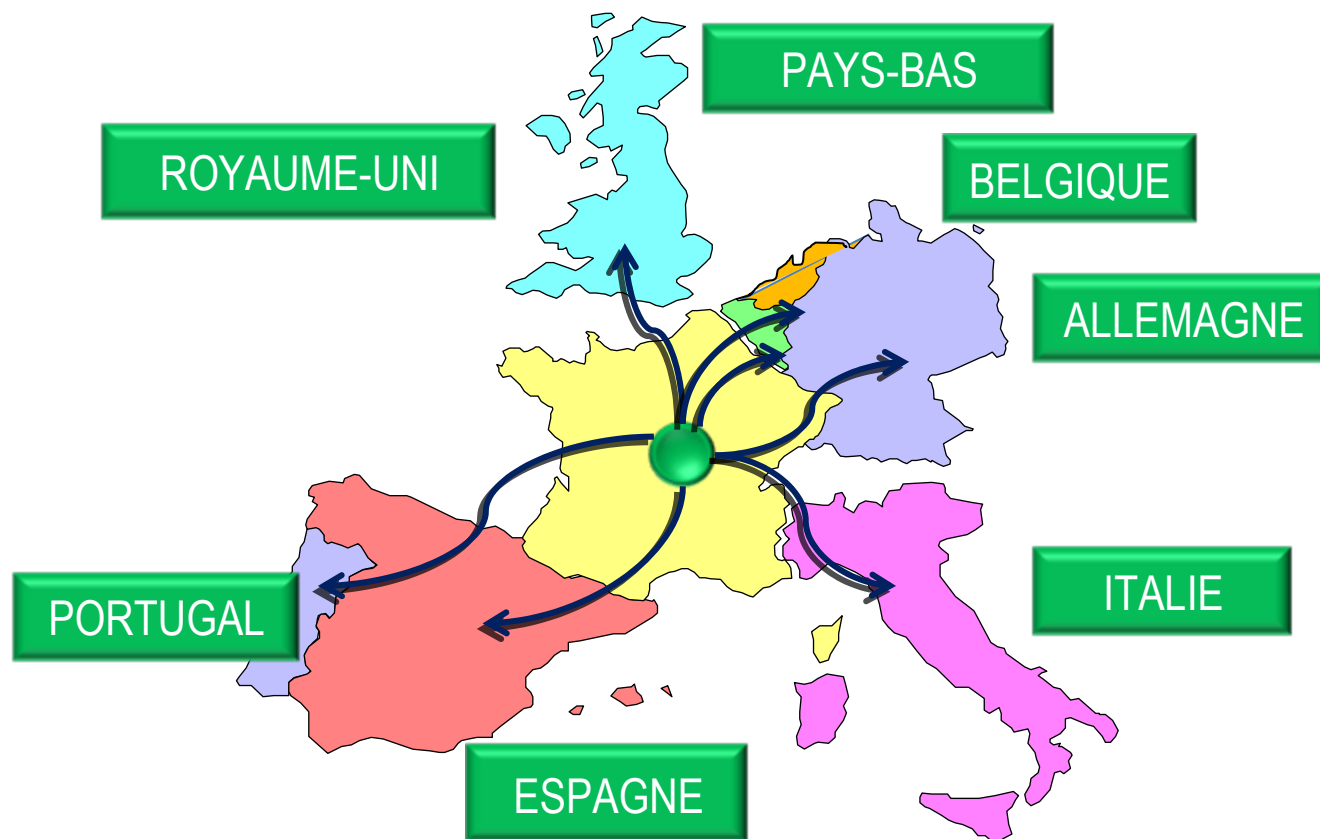 PAYS-BAS
ROYAUME-UNI
BELGIQUE
ALLEMAGNE
ITALIE
PORTUGAL
ESPAGNE